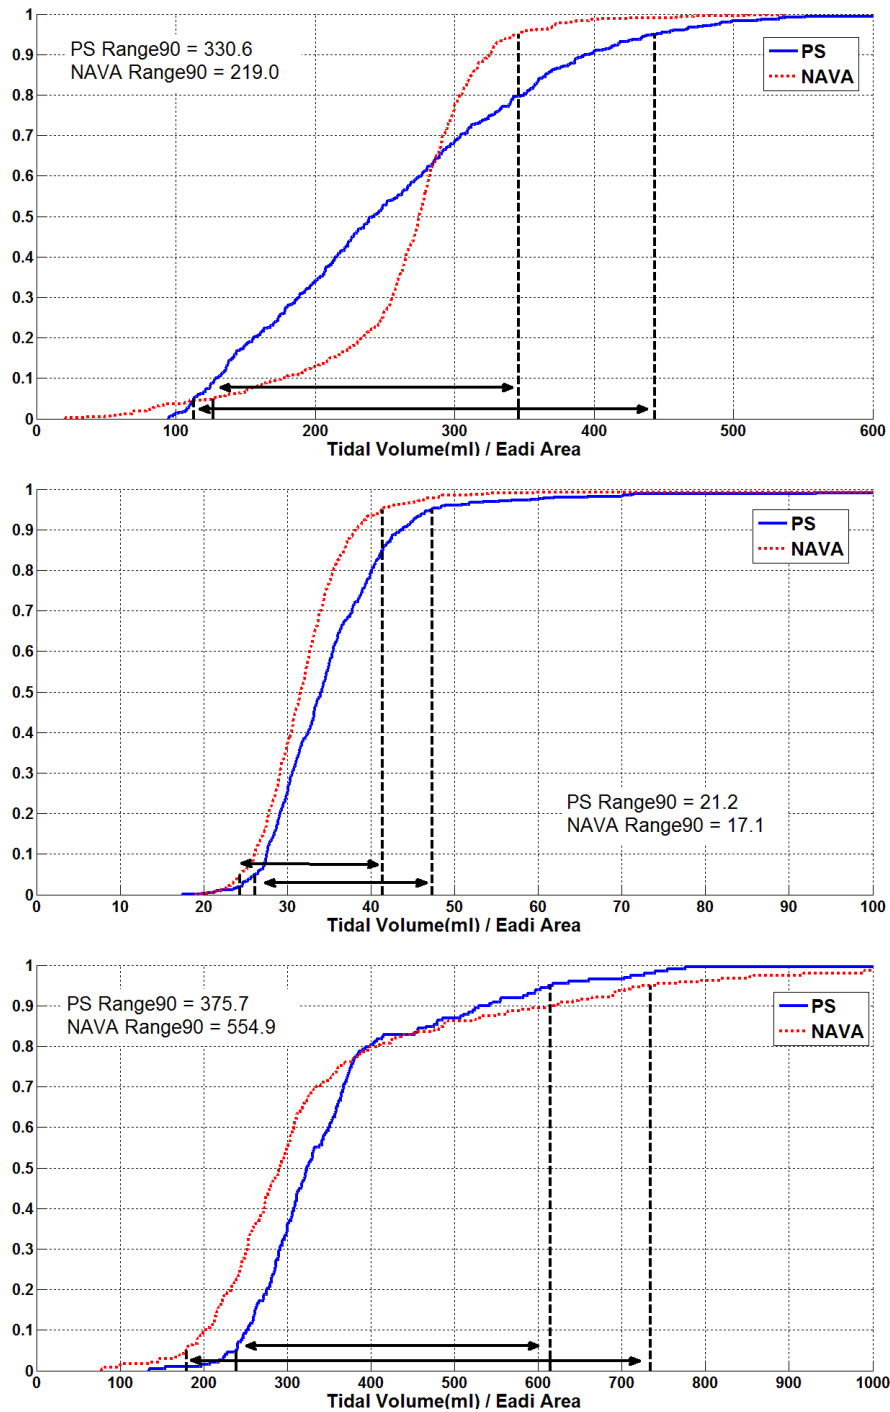 1
0.9
0.8
0.7
0.6
0.5
0.4
0.3
0.2
0.1
0
PS Range90 = 330.6
NAVA Range90 = 219.0
PS
NAVA
0 100 200 300 400 500 600
Tidal Volume(ml) / Eadi Area
1
0.9
0.8
0.7
0.6
0.5
0.4
0.3
0.2
0.1
0
PS
NAVA
PS Range90 = 21.2
NAVA Range90 = 17.1
0 10 20 30 40 50 60 70 80 90 100
Tidal Volume(ml) / Eadi Area
1
0.9
0.8
0.7
0.6
0.5
0.4
0.3
0.2
0.1
0
PS Range90 = 375.7
NAVA Range90 = 554.9
PS
NAVA
0 100 200 300 400 500 600 700 800 900 1000
Tidal Volume(ml) / Eadi Area